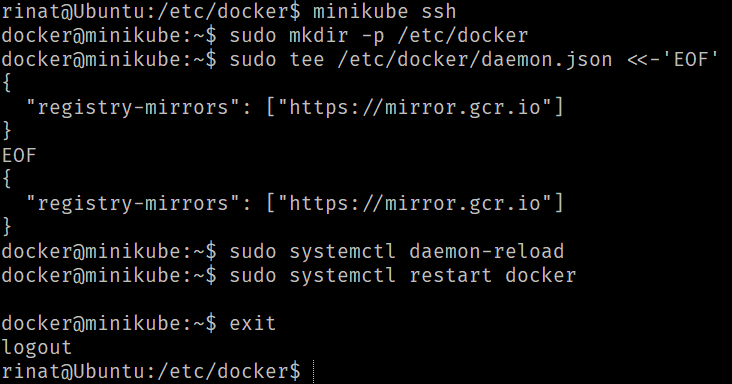 rinat@Ubuntu:/etc/docker$ minikube ssh
docker@minikube:~$ sudo mkdir -p /etc/docker
docker@minikube:~$ sudo tee /etc/docker/daemon.json <<-'EOF'
{
  "registry-mirrors": ["https://mirror.gcr.io"]
}
EOF
{
  "registry-mirrors": ["https://mirror.gcr.io"]
}
docker@minikube:~$ sudo systemctl daemon-reload
docker@minikube:~$ sudo systemctl restart docker
docker@minikube:~$ exit
logout
rinat@Ubuntu:/etc/docker$